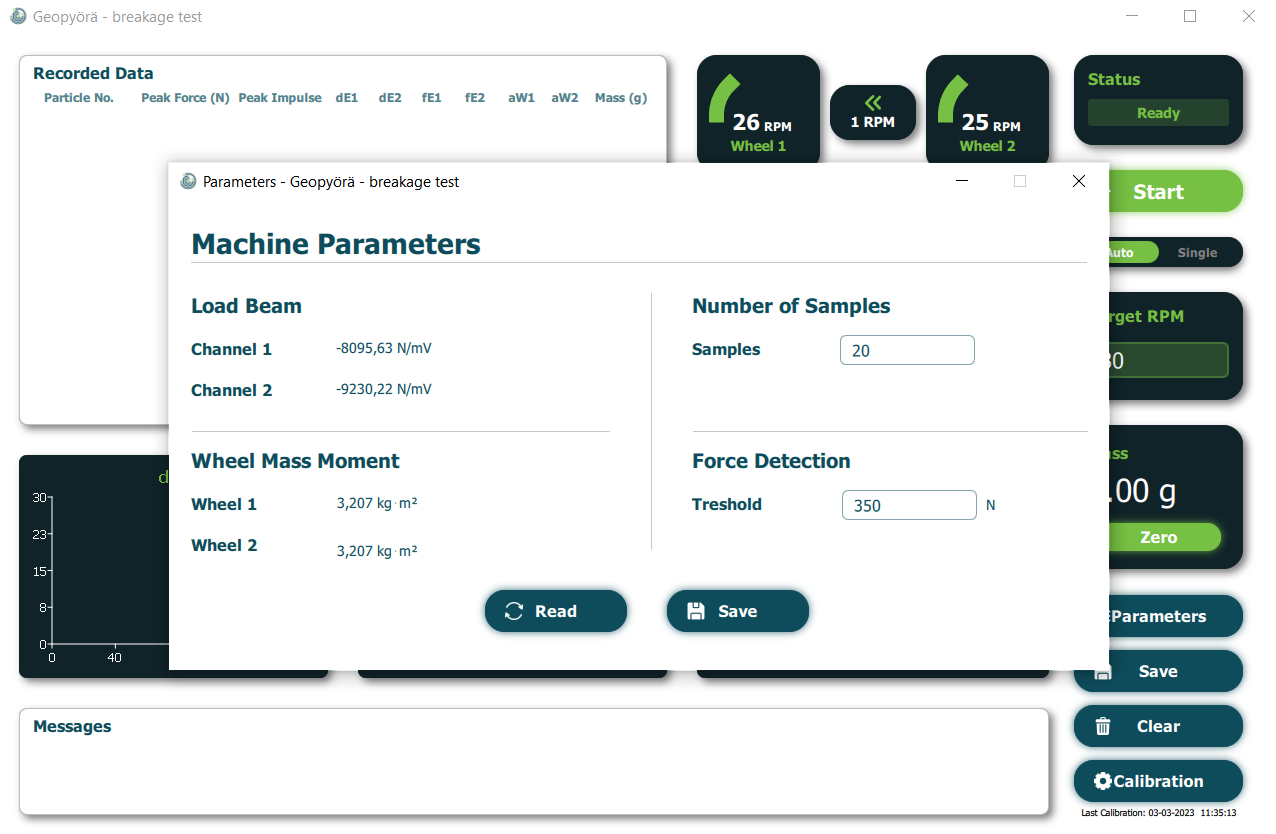 Geopyörä - breakage test
Recorded Data
Particle No. Peak Force (N) Peak Impulse dE1 dE2 fE1 fE2 aW1 aW2 Mass (g)
26 RPM
Wheel 1
1 RPM
25 RPM
Wheel 2
Status
Ready
Start
Auto Single
Parameters - Geopyörä - breakage test
Machine Parameters
Load Beam
Channel 1 -8095,63 N/mV
Channel 2 -9230,22 N/mV
Number of Samples
Samples 20
Wheel Mass Moment
Wheel 1 3,207 kg·m²
Wheel 2 3,207 kg·m²
Force Detection
Treshold 350 N
Read
Save
rget RPM
ss
.00 g
Zero
30
23
15
8
0
0 40
Parameters
Save
Clear
Calibration
Last Calibration: 03-03-2023 11:35:13
Messages